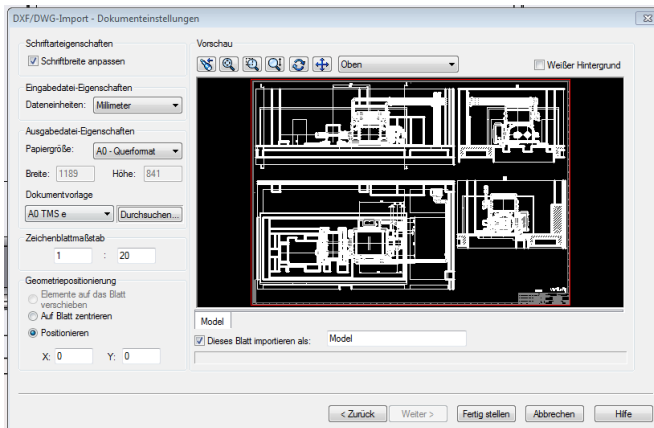 DXF/DWG-Import - Dokumenteinstellungen
Schriftarteigenschaften
Schriftbreite anpassen
Eingabedatei-Eigenschaften
Dateneinheiten: Millimeter
Ausgabedatei-Eigenschaften
Papiergröße: A0 - Querformat
Breite: 1189 Höhe: 841
Dokumentvorlage
A0 TMS e Durchsuchen...
Zeichenblattmaßstab
1 : 20
Geometriepositionierung
Elemente auf das Blatt
verschieben
Auf Blatt zentrieren
Positionieren
X: 0 Y: 0
Vorschau
Oben
Weißer Hintergrund
Model
Dieses Blatt importieren als: Model
< Zurück Weiter > Fertig stellen Abbrechen Hilfe